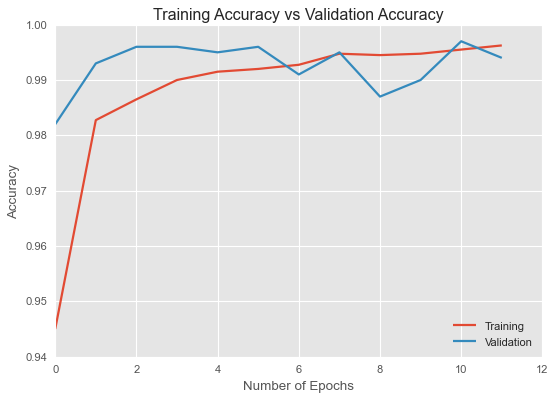 Training Accuracy vs Validation Accuracy
1.00
0.99
0.98
0.97
0.96
0.95
0.94
Accuracy
0 2 4 6 8 10 12
Number of Epochs
Training
Validation